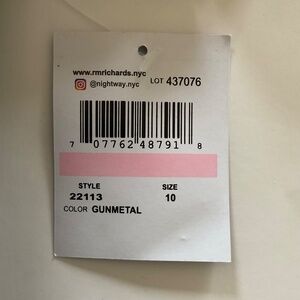 www.rmrichards.nyc LOT 437076
@nightway.nyc
7 07762 48791 8
STYLE SIZE
22113 10
COLOR GUNMETAL